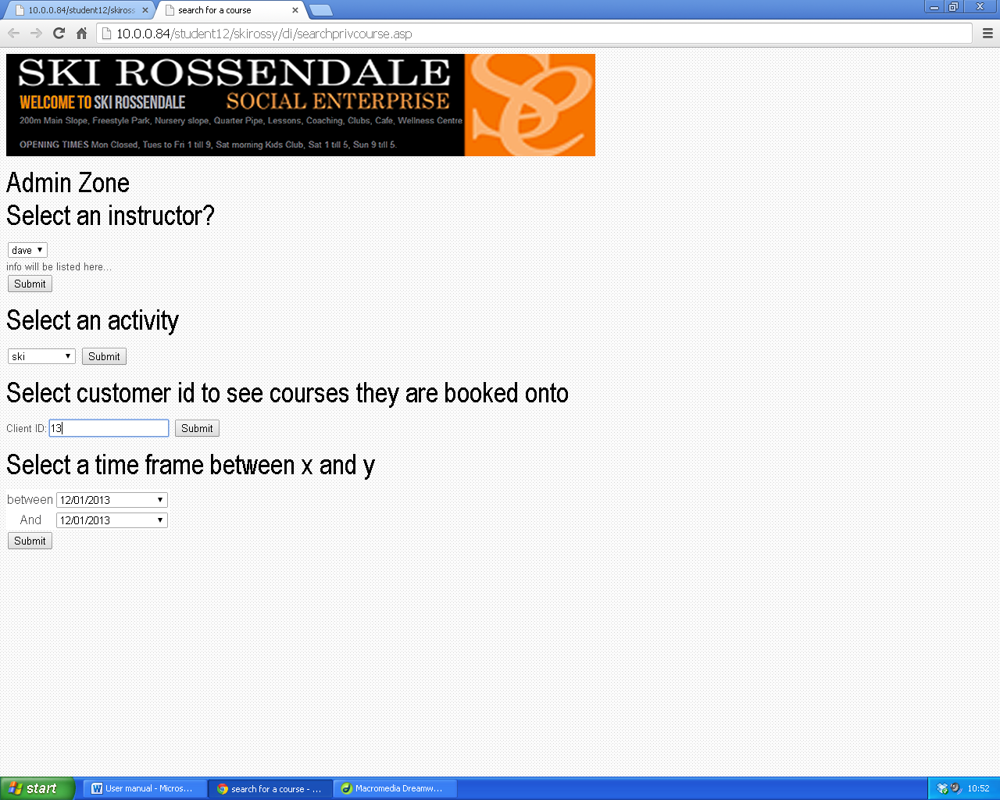 10.0.0.84/student12/skiross
search for a course
10.0.0.84/student12/skirossy/di/searchprivcourse.asp
SKI ROSSENDALE
WELCOME TO SKI ROSSENDALE
SOCIAL ENTERPRISE
200m Main Slope, Freestyle Park, Nursery slope, Quarter Pipe, Lessons, Coaching, Clubs, Cafe, Wellness Centre
OPENING TIMES Mon Closed, Tues to Fri 1 till 9, Sat morning Kids Club, Sat 1 till 5, Sun 9 till 5.
Admin Zone
Select an instructor?
dave
info will be listed here...
Submit
Select an activity
ski Submit
Select customer id to see courses they are booked onto
Client ID: 13 Submit
Select a time frame between x and y
between 12/01/2013
And 12/01/2013
Submit
start User manual - Micros... search for a course - ... Macromedia Dreamw... 10:52